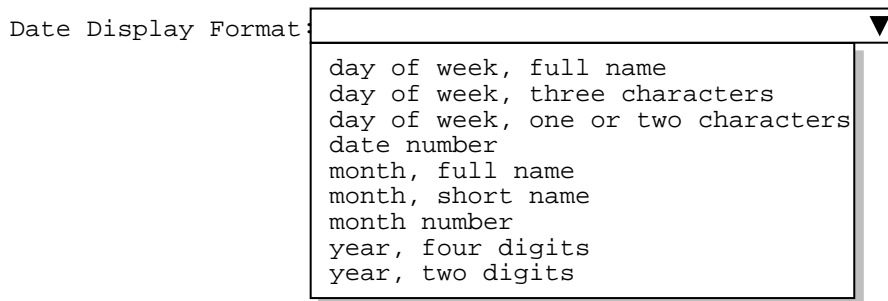 Date Display Format:
day of week, full name
day of week, three characters
day of week, one or two characters
date number
month, full name
month, short name
month number
year, four digits
year, two digits